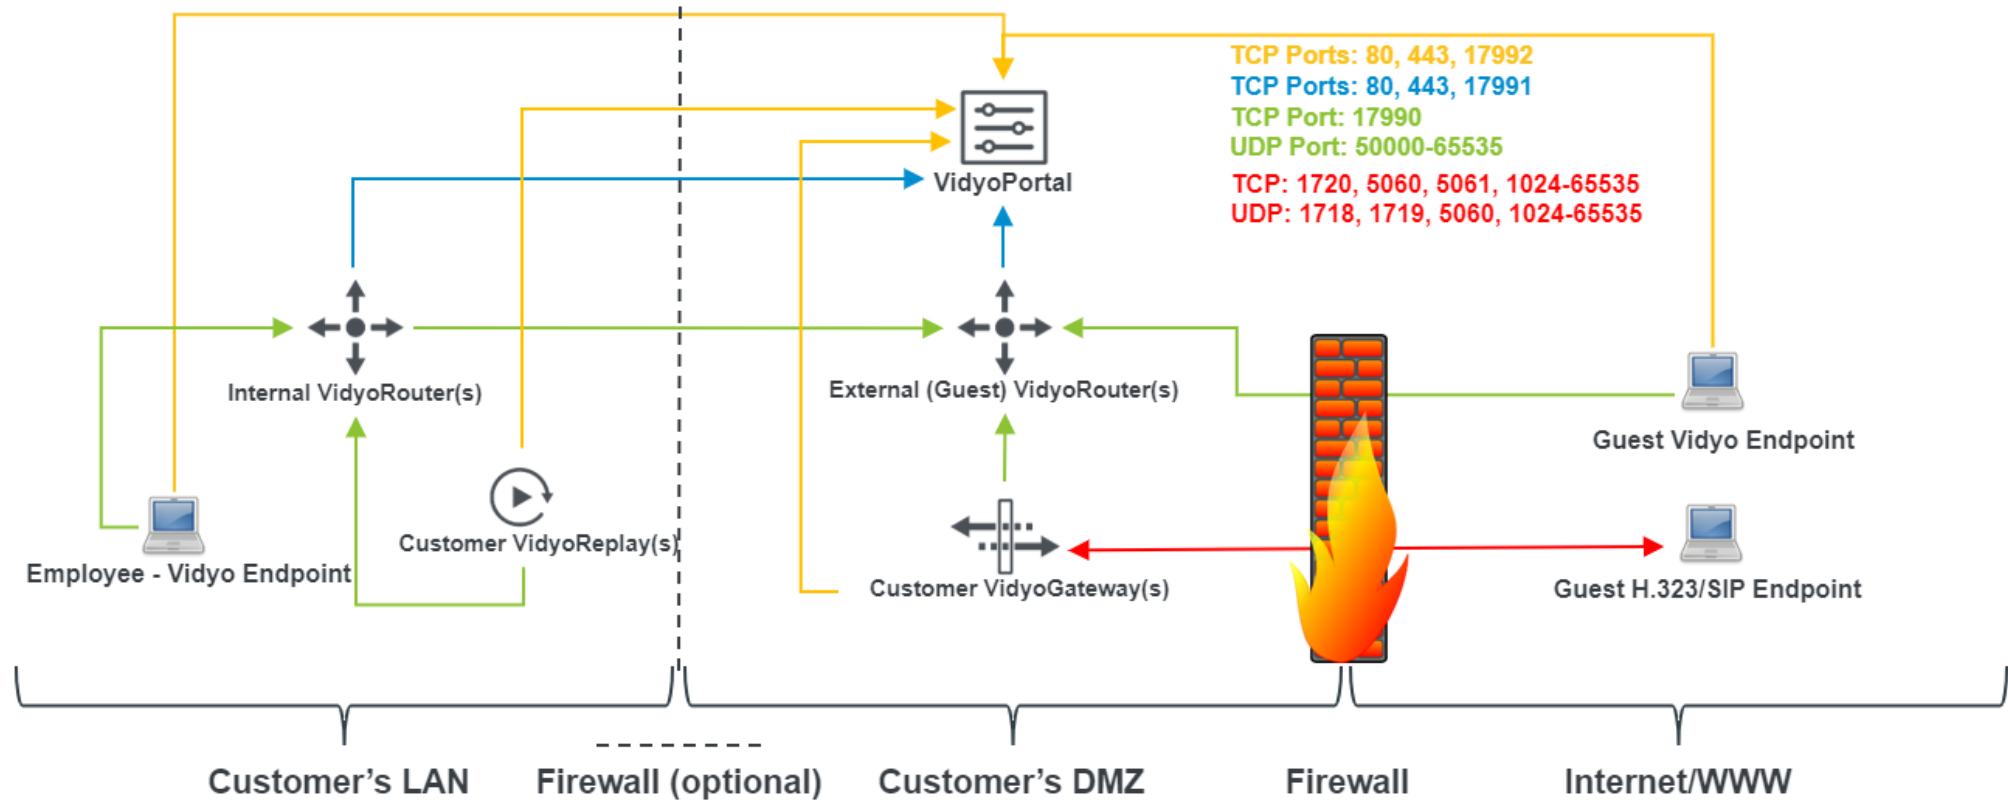 TCP Ports: 80, 443, 17992
TCP Ports: 80, 443, 17991
TCP Port: 17990
UDP Port: 50000-65535
TCP: 1720, 5060, 5061, 1024-65535
UDP: 1718, 1719, 5060, 1024-65535
VidyoPortal
Internal VidyoRouter(s)
External (Guest) VidyoRouter(s)
Guest Vidyo Endpoint
Customer VidyoReplay(s)
Employee - Vidyo Endpoint
Customer VidyoGateway(s)
Guest H.323/SIP Endpoint
Customer’s LAN
Firewall (optional)
Customer’s DMZ
Firewall
Internet/WWW